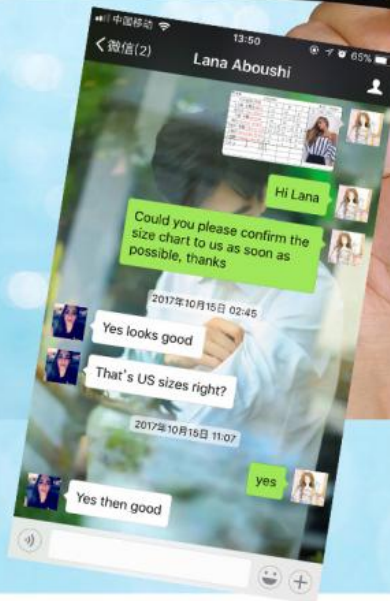 中国移动
13:50
65%
微信(2)
Lana Aboushi
Hi Lana
Could you please confirm the
size chart to us as soon as
possible, thanks
2017年10月15日 02:45
Yes looks good
That's US sizes right?
2017年10月15日 11:07
yes
Yes then good